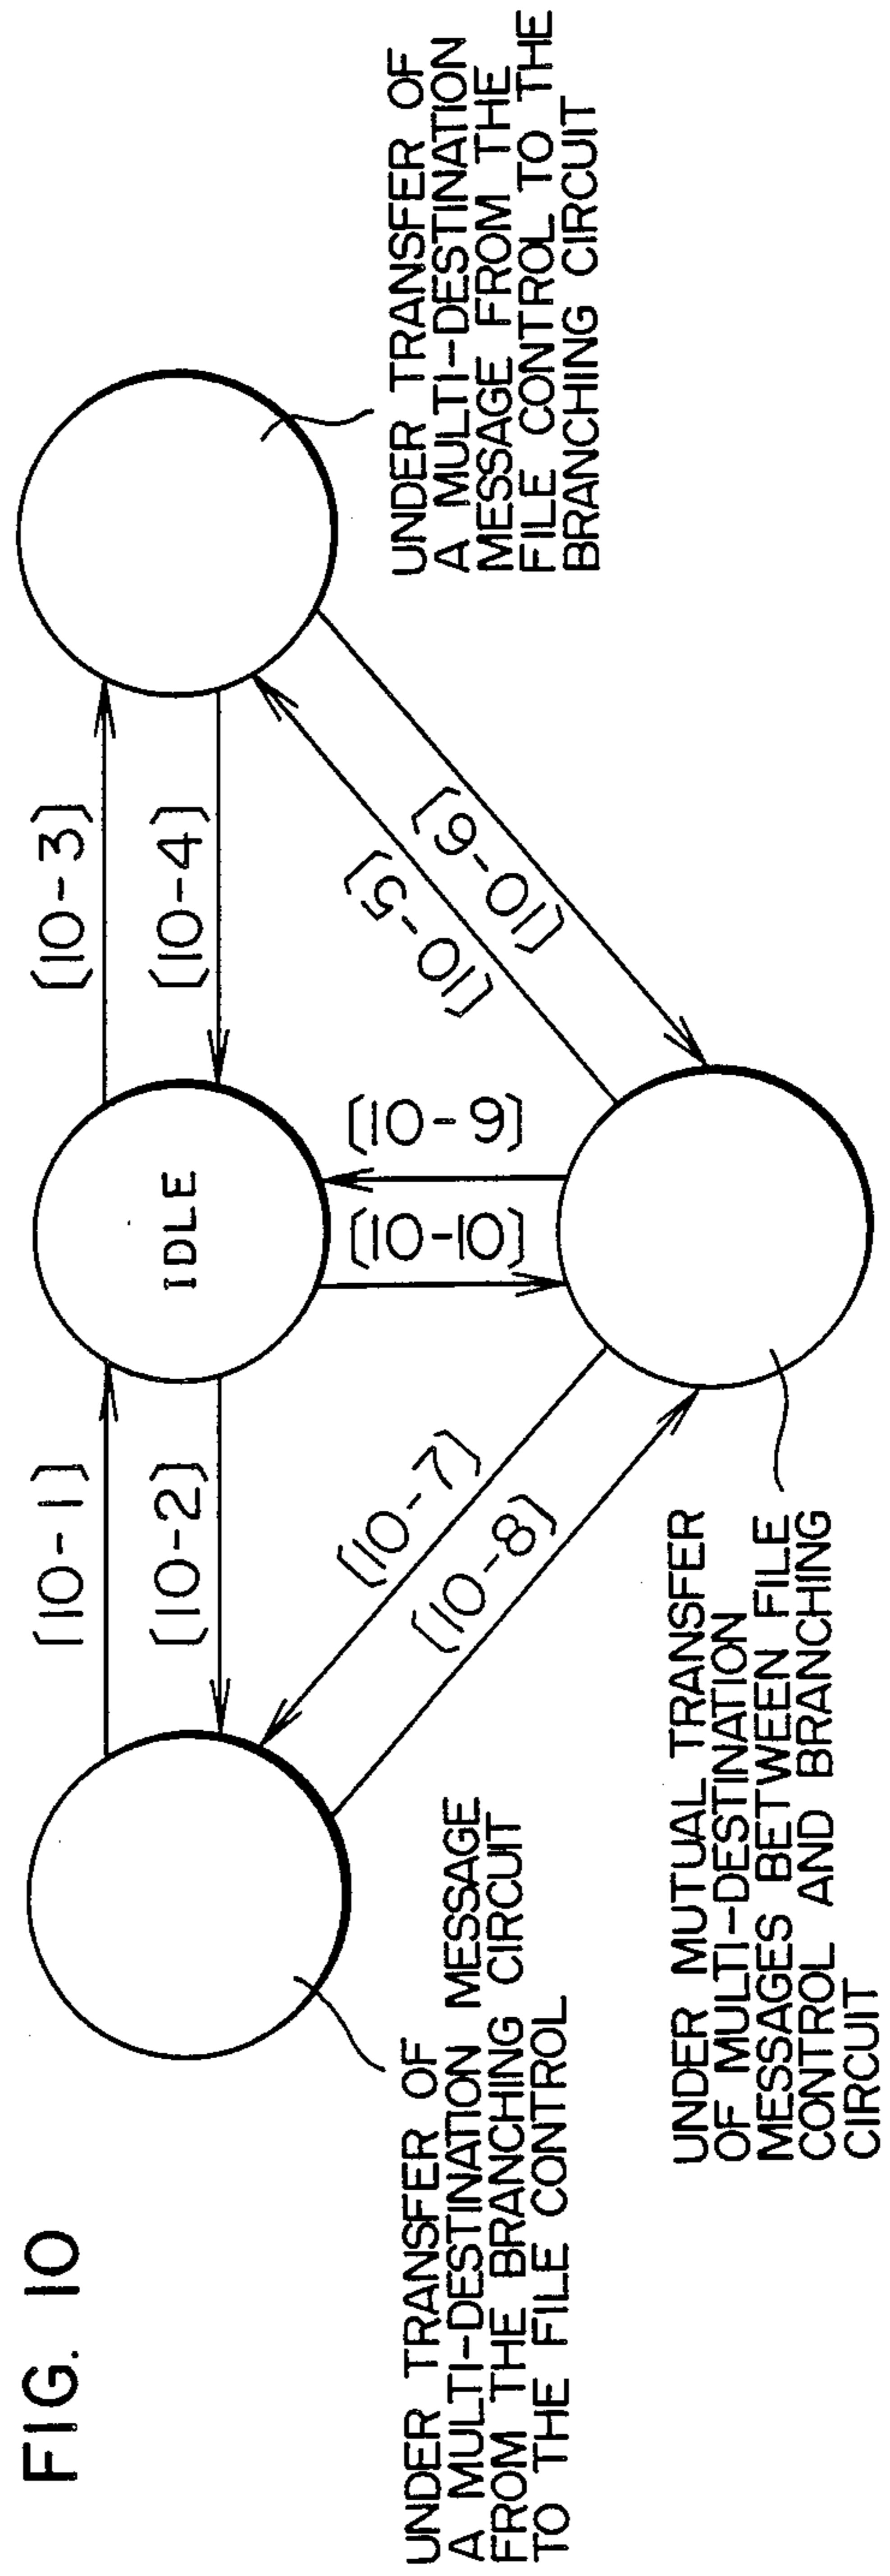 FIG. 10
(10-1)
(10-2)
IDLE
(10-3)
(10-4)
(10-5)
(10-6)
(10-7)
(10-8)
(10-10)
(10-9)
UNDER TRANSFER OF
A MULTI-DESTINATION MESSAGE
FROM THE BRANCHING CIRCUIT
TO THE FILE CONTROL
UNDER MUTUAL TRANSFER
OF MULTI-DESTINATION
MESSAGES BETWEEN FILE
CONTROL AND BRANCHING
CIRCUIT
UNDER TRANSFER OF
A MULTI-DESTINATION
MESSAGE FROM THE
FILE CONTROL TO THE
BRANCHING CIRCUIT